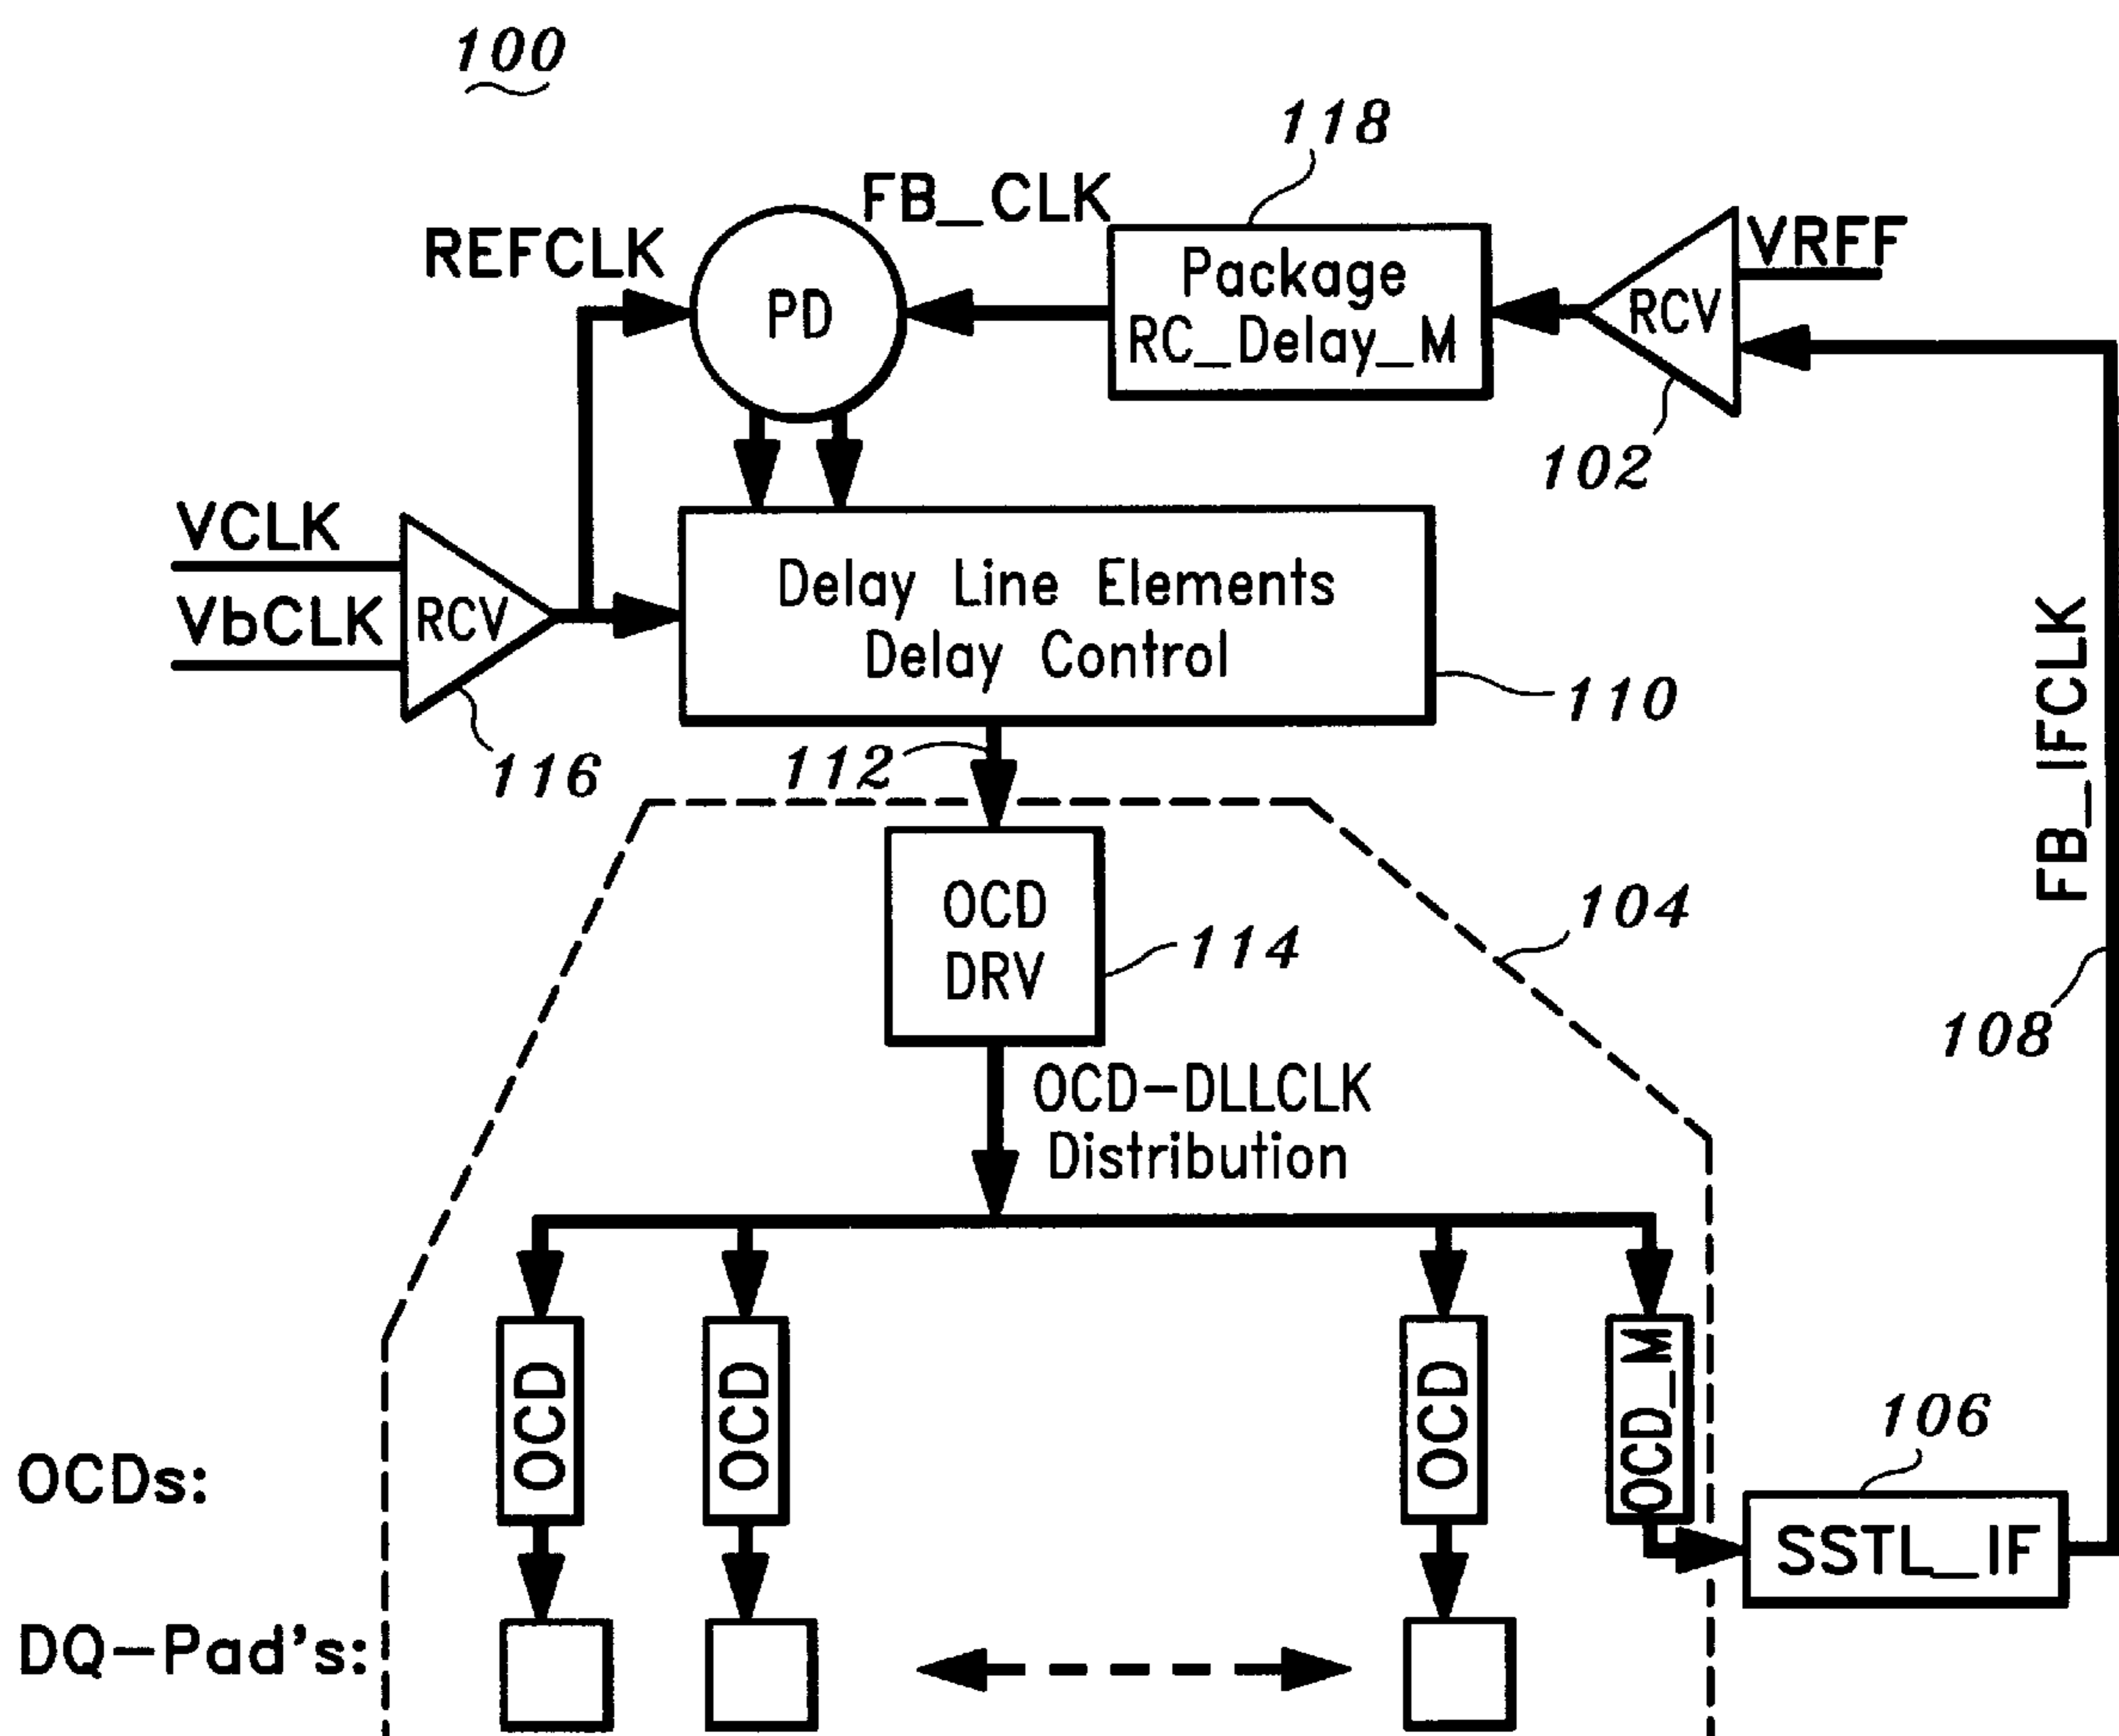 100
118
FB_CLK
REFCLK
VRFF
PD
Package
RC_Delay_M
RCV
102
VCLK
VbCLK
RCV
Delay Line Elements
Delay Control
110
116
112
FB_IFCLK
OCD
DRV
114
104
108
OCD-DLLCLK
Distribution
OCD
OCD
OCD
OCD_M
OCDs:
106
SSTL_IF
DQ-Pad's: